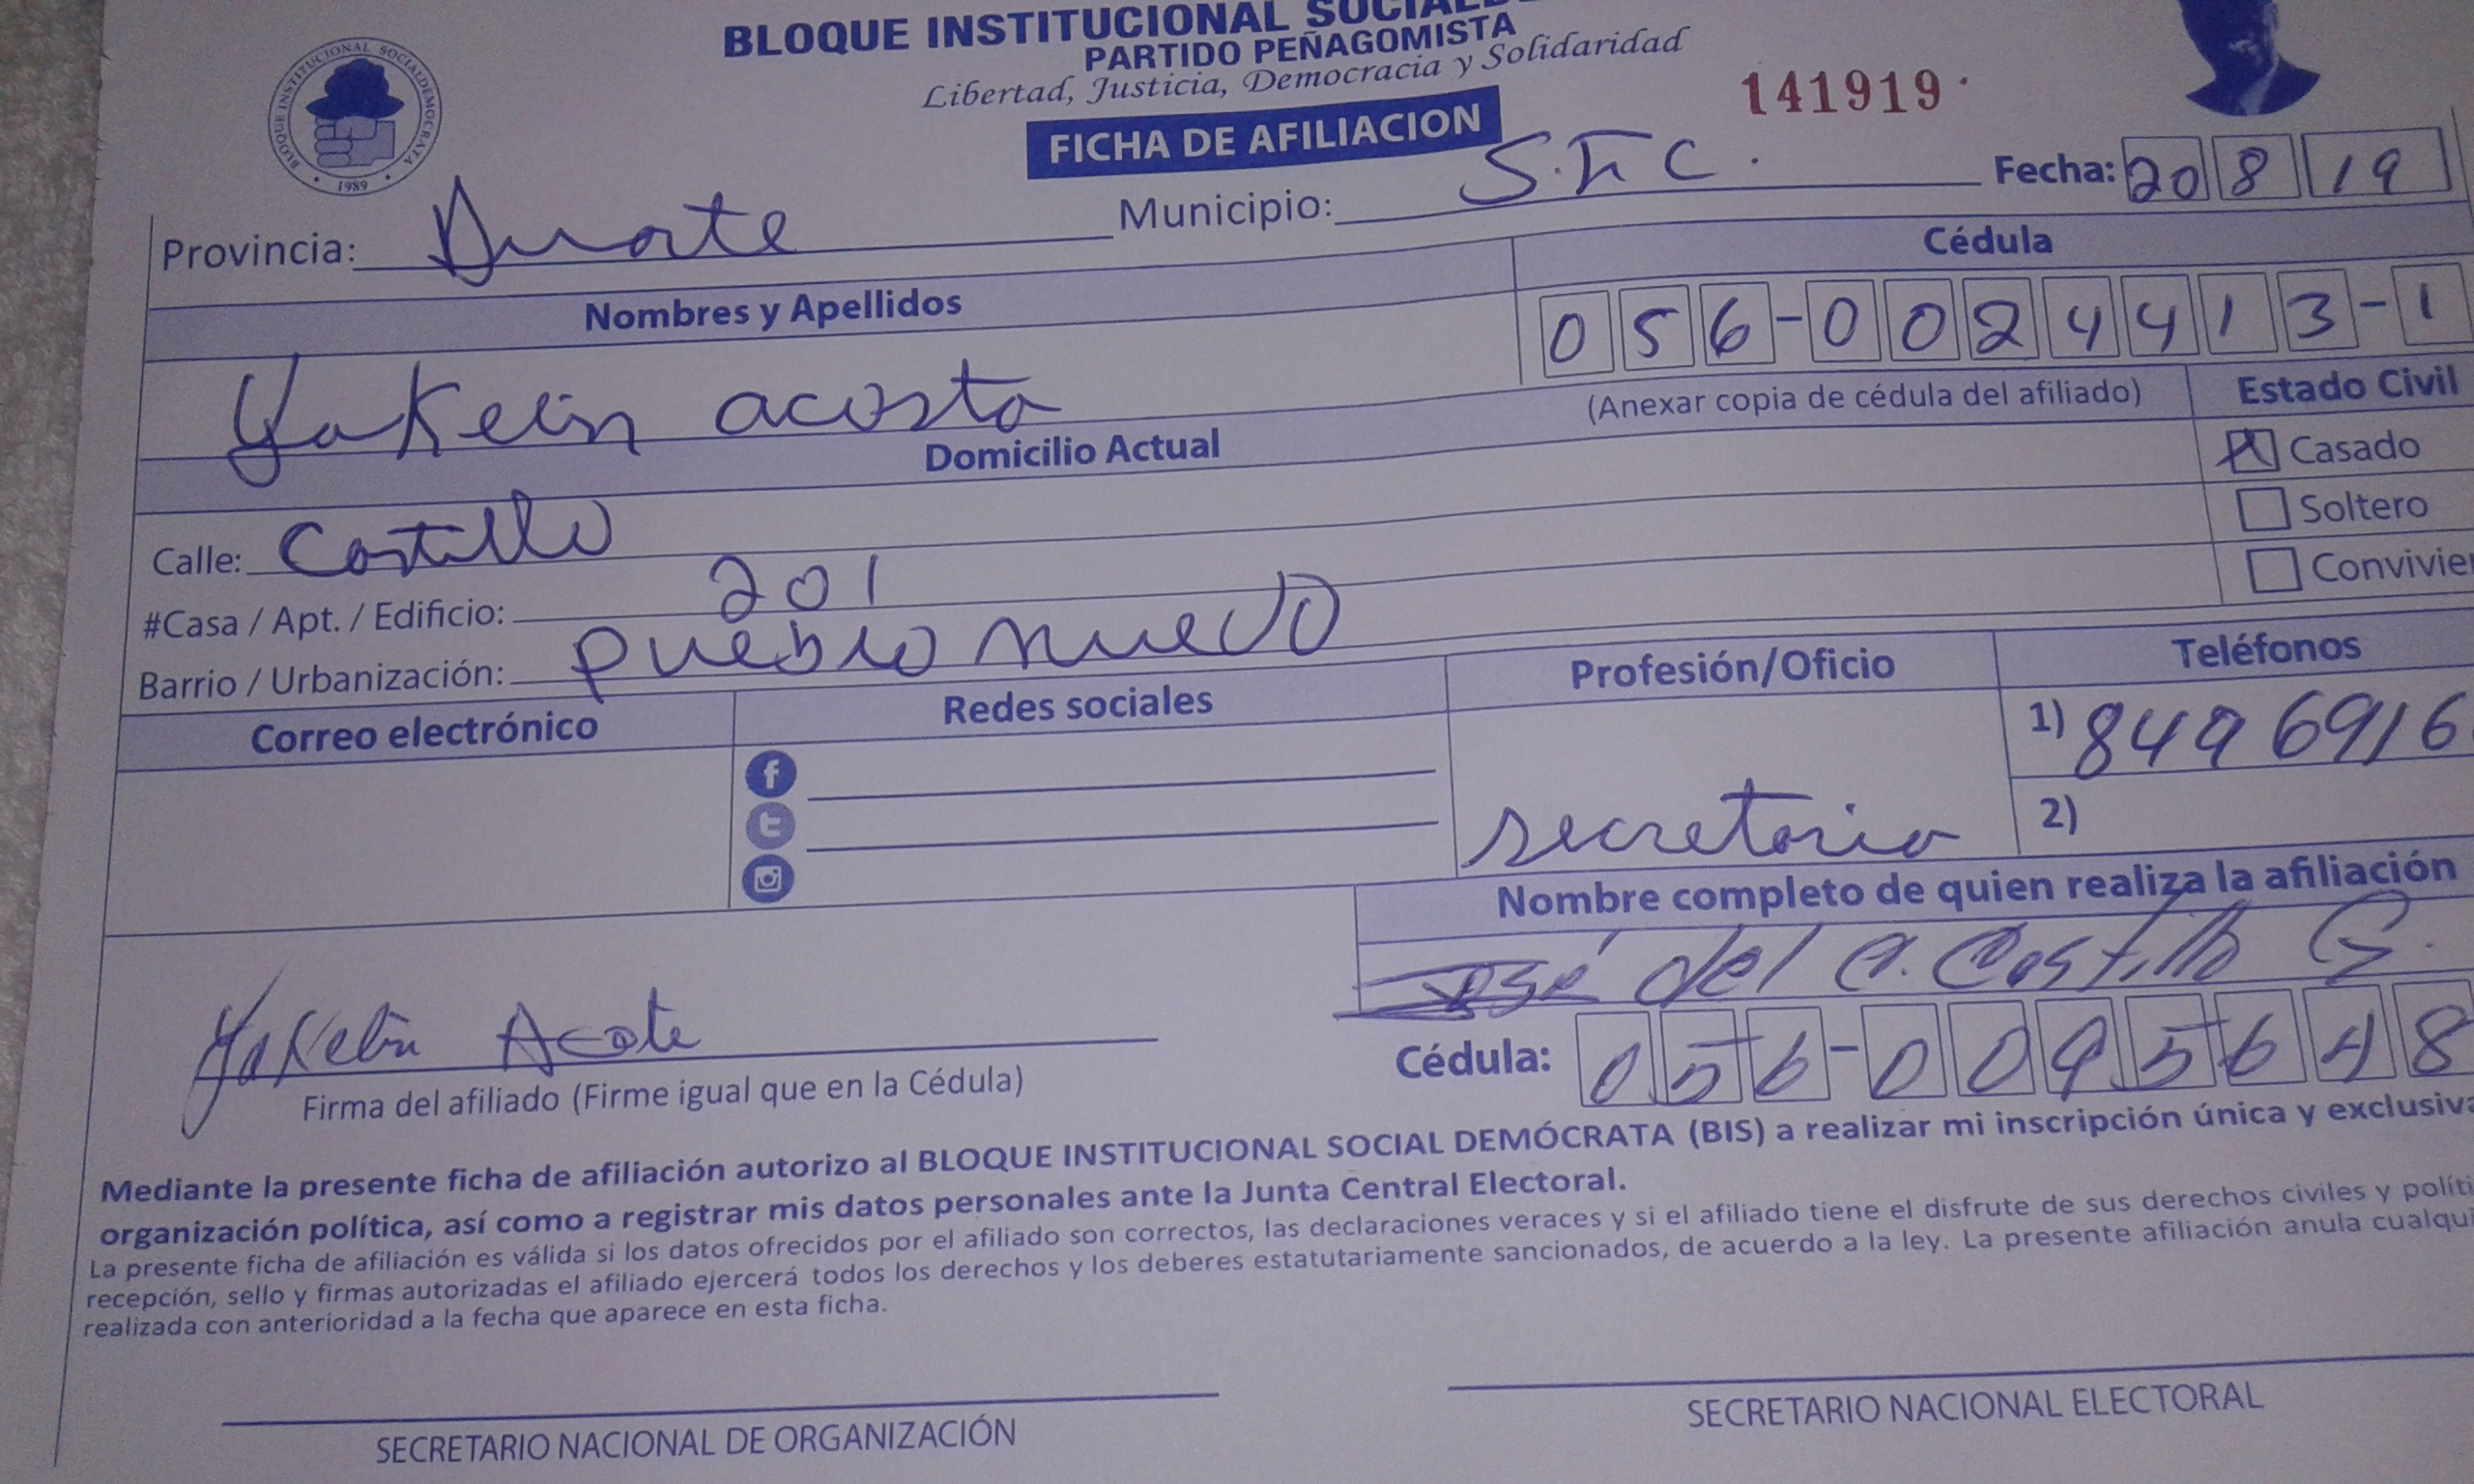 BLOQUE INSTITUCIONAL
PARTIDO PEÑAGOMISTA
Libertad, Justicia, Democracia y Solidaridad
BLOQUE INSTITUCIONAL SOCIALDEMOCRATA
1989
141919
FICHA DE AFILIACION
Fecha: 20 8 19
Provincia: Duarte Municipio: S.F.C.
Nombres y Apellidos Cédula
Yakelin acosta 056-0024413-1
(Anexar copia de cédula del afiliado) Estado Civil
Domicilio Actual
Casado
Calle: Castillo
Soltero
#Casa / Apt. / Edificio: 201
Barrio / Urbanización: pueblo nuevo
Correo electrónico Redes sociales Profesión/Oficio Teléfonos
1) 8496916
secretaria
2)
Nombre completo de quien realiza la afiliación
José del C. Castillo G.
Yakelin Acosta
Cédula: 056-0095648
Firma del afiliado (Firme igual que en la Cédula)
Mediante la presente ficha de afiliación autorizo al BLOQUE INSTITUCIONAL SOCIAL DEMÓCRATA (BIS) a realizar mi inscripción única y
organización política, así como a registrar mis datos personales ante la Junta Central Electoral.
La presente ficha de afiliación es válida si los datos ofrecidos por el afiliado son correctos, las declaraciones veraces y si el afiliado tiene el disfrute de sus derechos civiles y
recepción, sello y firmas autorizadas el afiliado ejercerá todos los derechos y los deberes estatutariamente sancionados, de acuerdo a la ley. La presente afiliación anula
realizada con anterioridad a la fecha que aparece en esta ficha.
SECRETARIO NACIONAL DE ORGANIZACIÓN SECRETARIO NACIONAL ELECTORAL